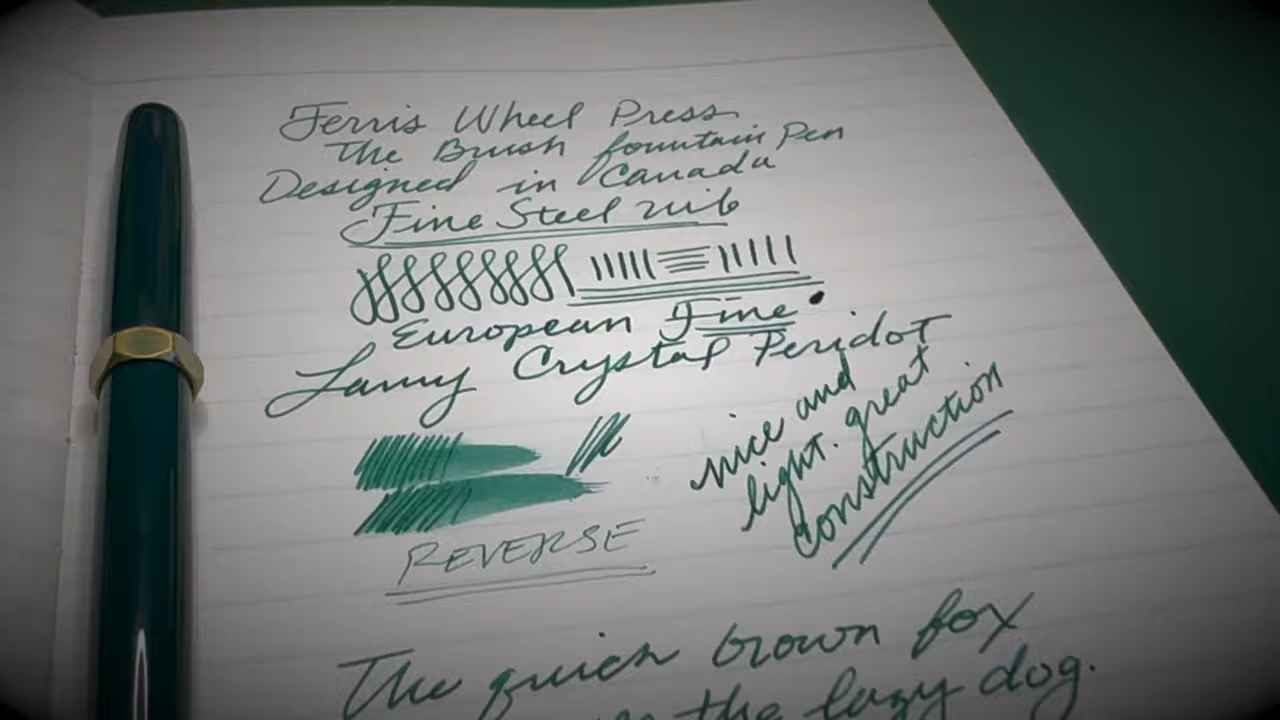 Ferris Wheel Press
The Brush fountain Pen
Designed in Canada
Fine Steel nib
European Fine
Lamy Crystal Peridot
nice and
light. great
construction
REVERSE
The quick brown fox
the lazy dog.